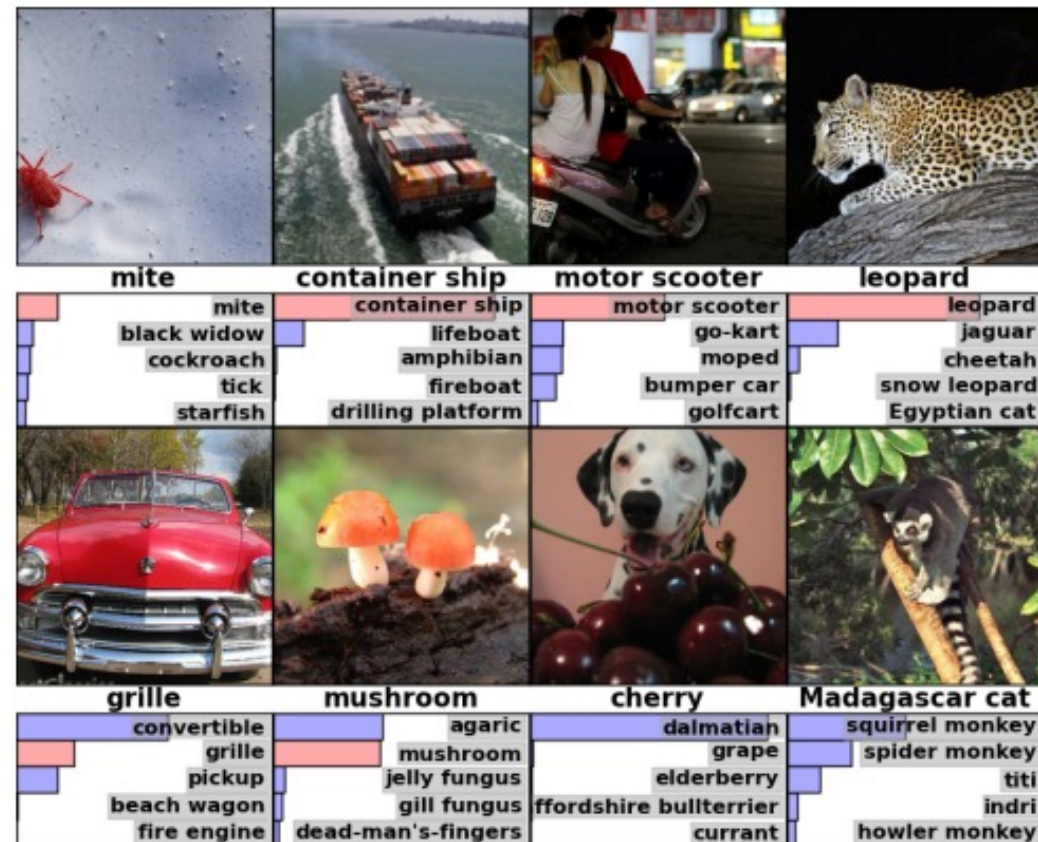 mite
container ship
motor scooter
leopard
mite
black widow
cockroach
tick
starfish
container ship
lifeboat
amphibian
fireboat
drilling platform
motor scooter
go-kart
moped
bumper car
golfcart
leopard
jaguar
cheetah
snow leopard
Egyptian cat
grille
mushroom
cherry
Madagascar cat
convertible
grille
pickup
beach wagon
fire engine
agaric
mushroom
jelly fungus
gill fungus
dead-man's-fingers
dalmatian
grape
elderberry
ffordshire bullterrier
currant
squirrel monkey
spider monkey
titi
indri
howler monkey